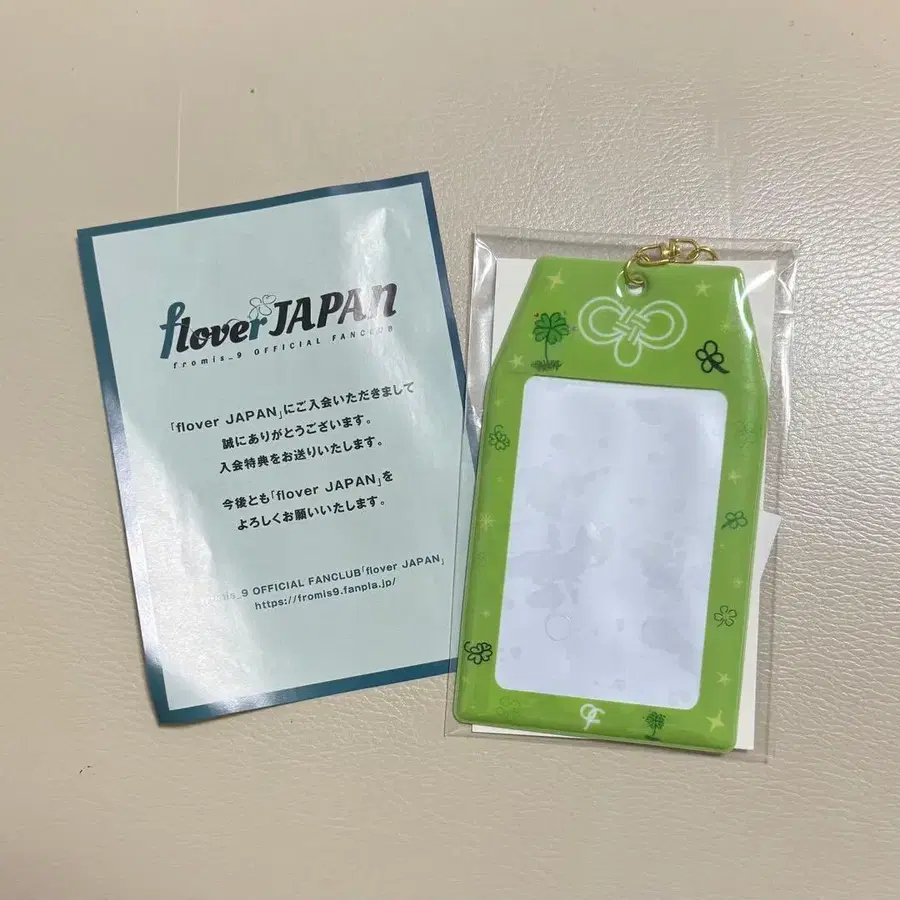 flover JAPAN
fromis_9 OFFICIAL FANCLUB
「flover JAPAN」にご入会いただきまして
誠にありがとうございます。
入会特典をお送りいたします。
今後とも「flover JAPAN」を
よろしくお願いいたします。
fromis_9 OFFICIAL FANCLUB「flover JAPAN」
https://fromis9.fanpla.jp/